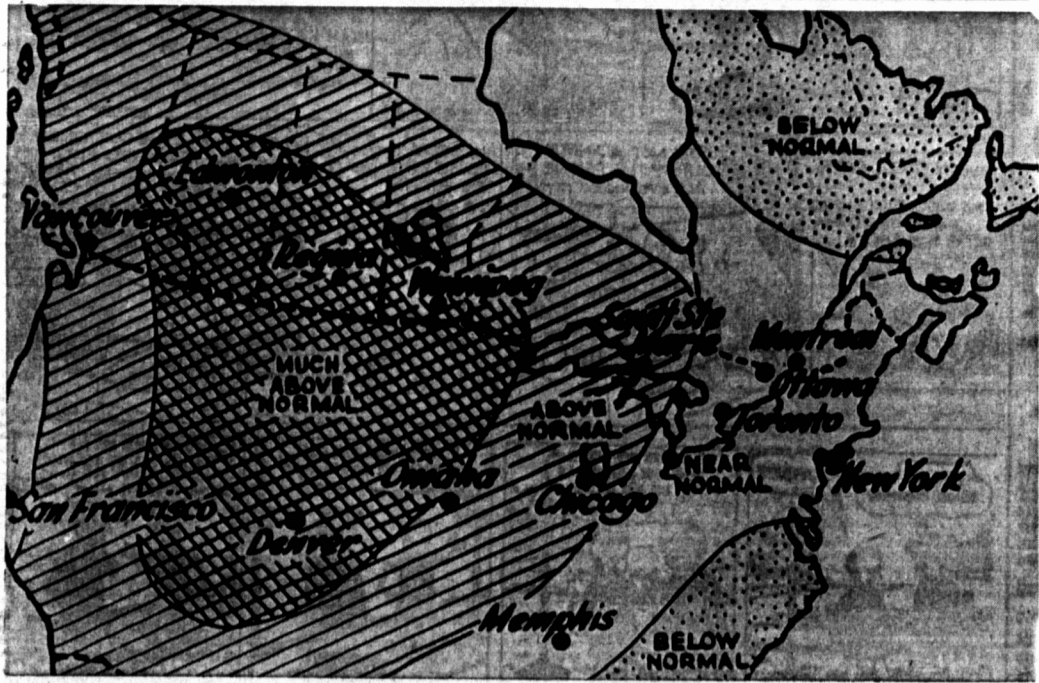 BELOW
NORMAL
Edmonton
Vancouver
Regina
Winnipeg
Sault Ste
Marie
Montreal
Ottawa
MUCH
ABOVE
NORMAL
ABOVE
NORMAL
Toronto
NEAR
NORMAL
Omaha
New York
San Francisco
Chicago
Denver
Memphis
BELOW
NORMAL